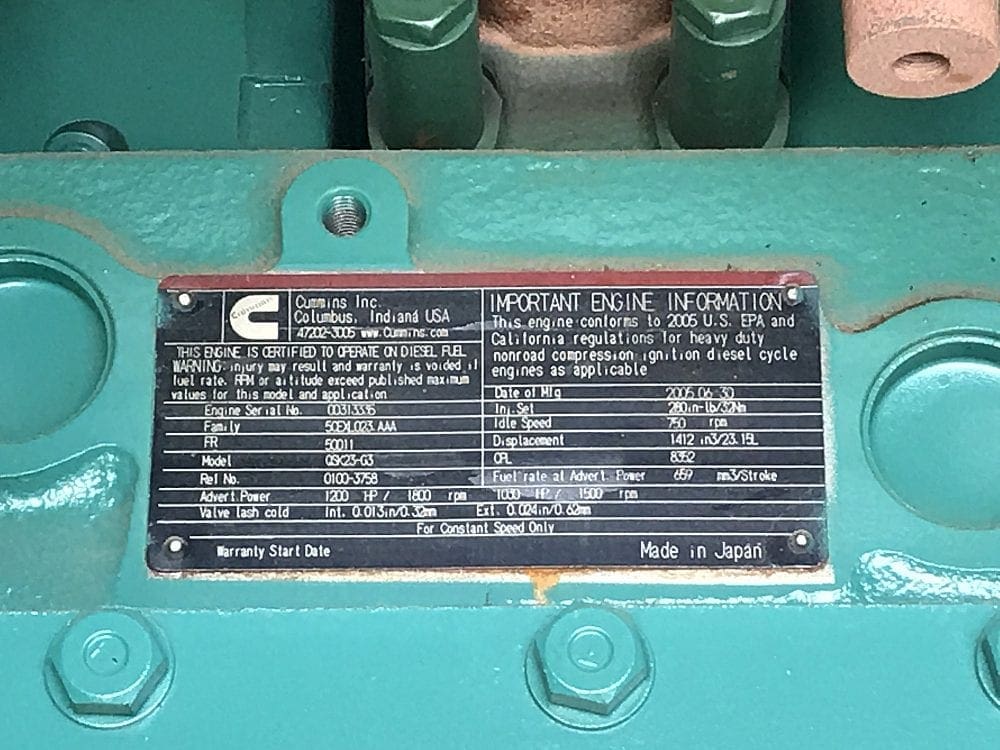 Cummins
Cummins Inc.
Columbus, Indiana USA
47202-3005 www.Cummins.com
THIS ENGINE IS CERTIFIED TO OPERATE ON DIESEL FUEL
WARNING: injury may result and warranty is voided if
fuel rate. RPM or altitude exceed published maximum
values for this model and application
IMPORTANT ENGINE INFORMATION
This engine conforms to 2005 U.S. EPA and
California regulations for heavy duty
nonroad compression ignition diesel cycle
engines as applicable
Engine Serial No. 00313336
Family 5CEXL023.AAA
FR 50011
Model QSK23-G3
Ref No. 0100-3758
Date of Mfg 2005.06.30
Inj.Set 280in-lb/32Nm
Idle Speed 750 rpm
Displacement 1412 in3/23.15L
CPL 8352
Fuel rate at Advert. Power 659 mm3/Stroke
Advert.Power 1200 HP / 1800 rpm 1030 HP / 1500 rpm
Valve lash cold Int. 0.013in/0.32mm Ext. 0.024in/0.62mm
For Constant Speed Only
Warranty Start Date Made in Japan